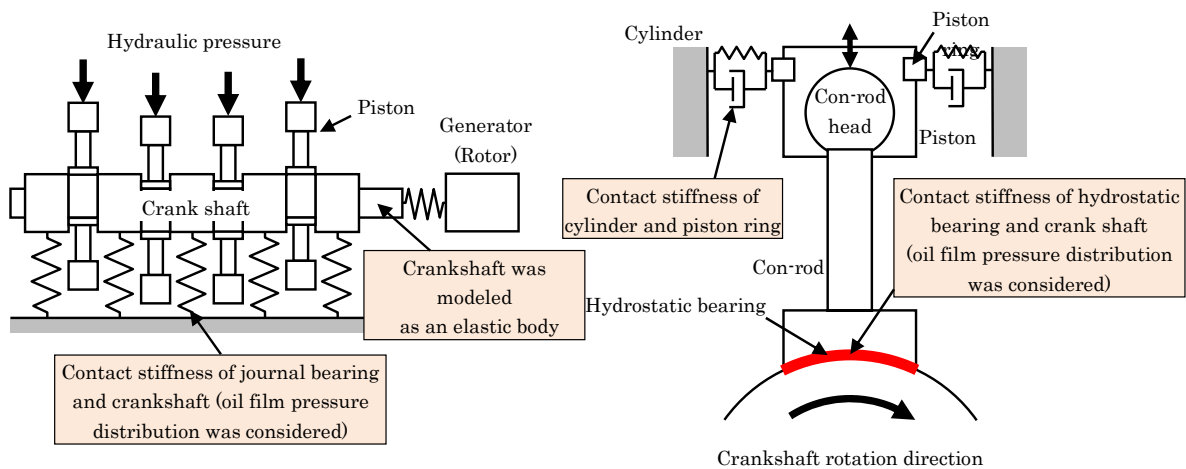 Hydraulic pressure
Piston
Generator
(Rotor)
Crank shaft
Crankshaft was
modeled
as an elastic body
Contact stiffness of journal bearing
and crankshaft (oil film pressure
distribution was considered)
Cylinder
Piston
ring
Con-rod
head
Piston
Contact stiffness of
cylinder and piston ring
Contact stiffness of hydrostatic
bearing and crank shaft
(oil film pressure distribution
was considered)
Con-rod
Hydrostatic bearing
Crankshaft rotation direction